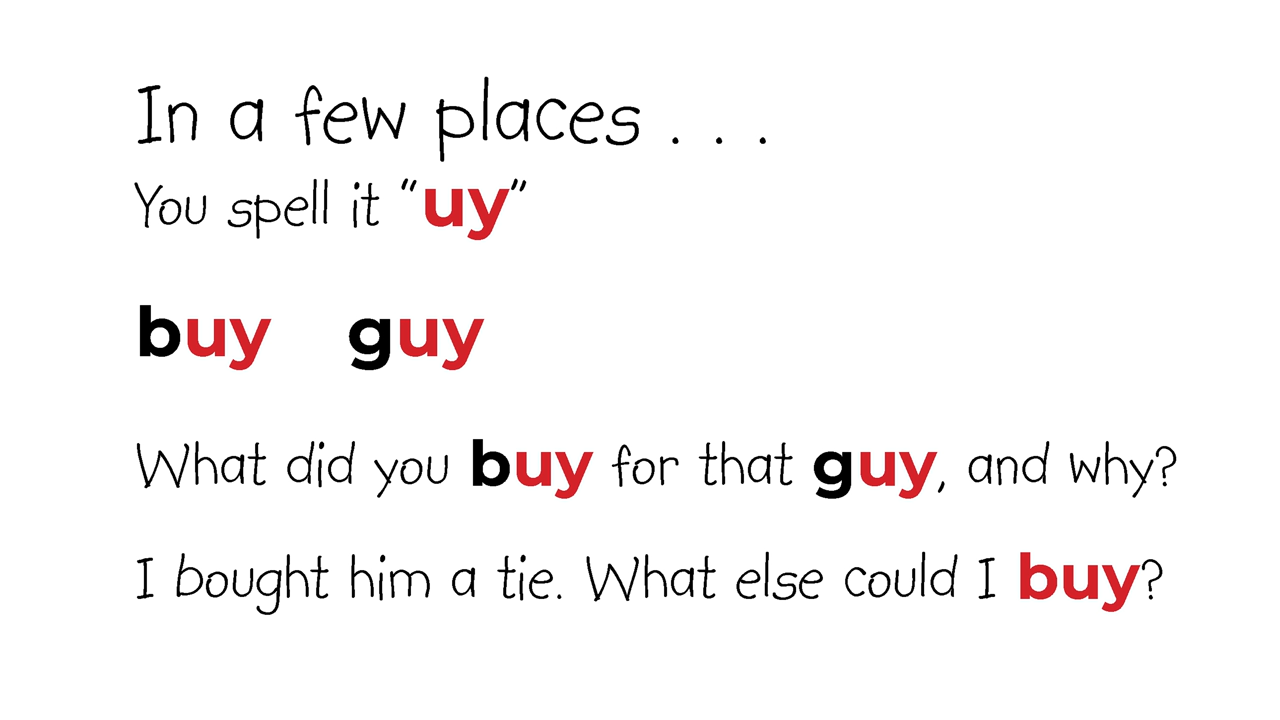 In a few places . . .
You spell it “uy”
buy guy
What did you buy for that guy, and why?
I bought him a tie. What else could I buy?